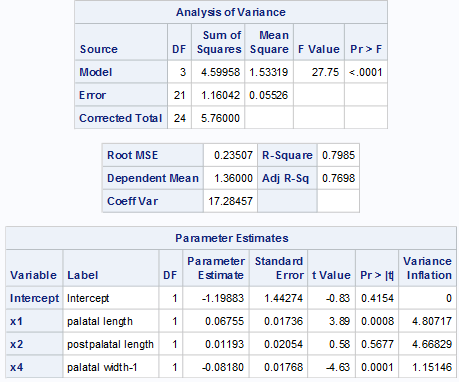 Analysis of Variance
Source DF Sum of Squares Mean Square F Value Pr > F
Model 3 4.59958 1.53319 27.75 <.0001
Error 21 1.16042 0.05526
Corrected Total 24 5.76000
Root MSE 0.23507 R-Square 0.7985
Dependent Mean 1.36000 Adj R-Sq 0.7698
Coeff Var 17.28457
Parameter Estimates
Variable Label DF Parameter Estimate Standard Error t Value Pr > |t| Variance Inflation
Intercept Intercept 1 -1.19883 1.44274 -0.83 0.4154 0
x1 palatal length 1 0.06755 0.01736 3.89 0.0008 4.80717
x2 postpalatal length 1 0.01193 0.02054 0.58 0.5677 4.66829
x4 palatal width-1 1 -0.08180 0.01768 -4.63 0.0001 1.15146